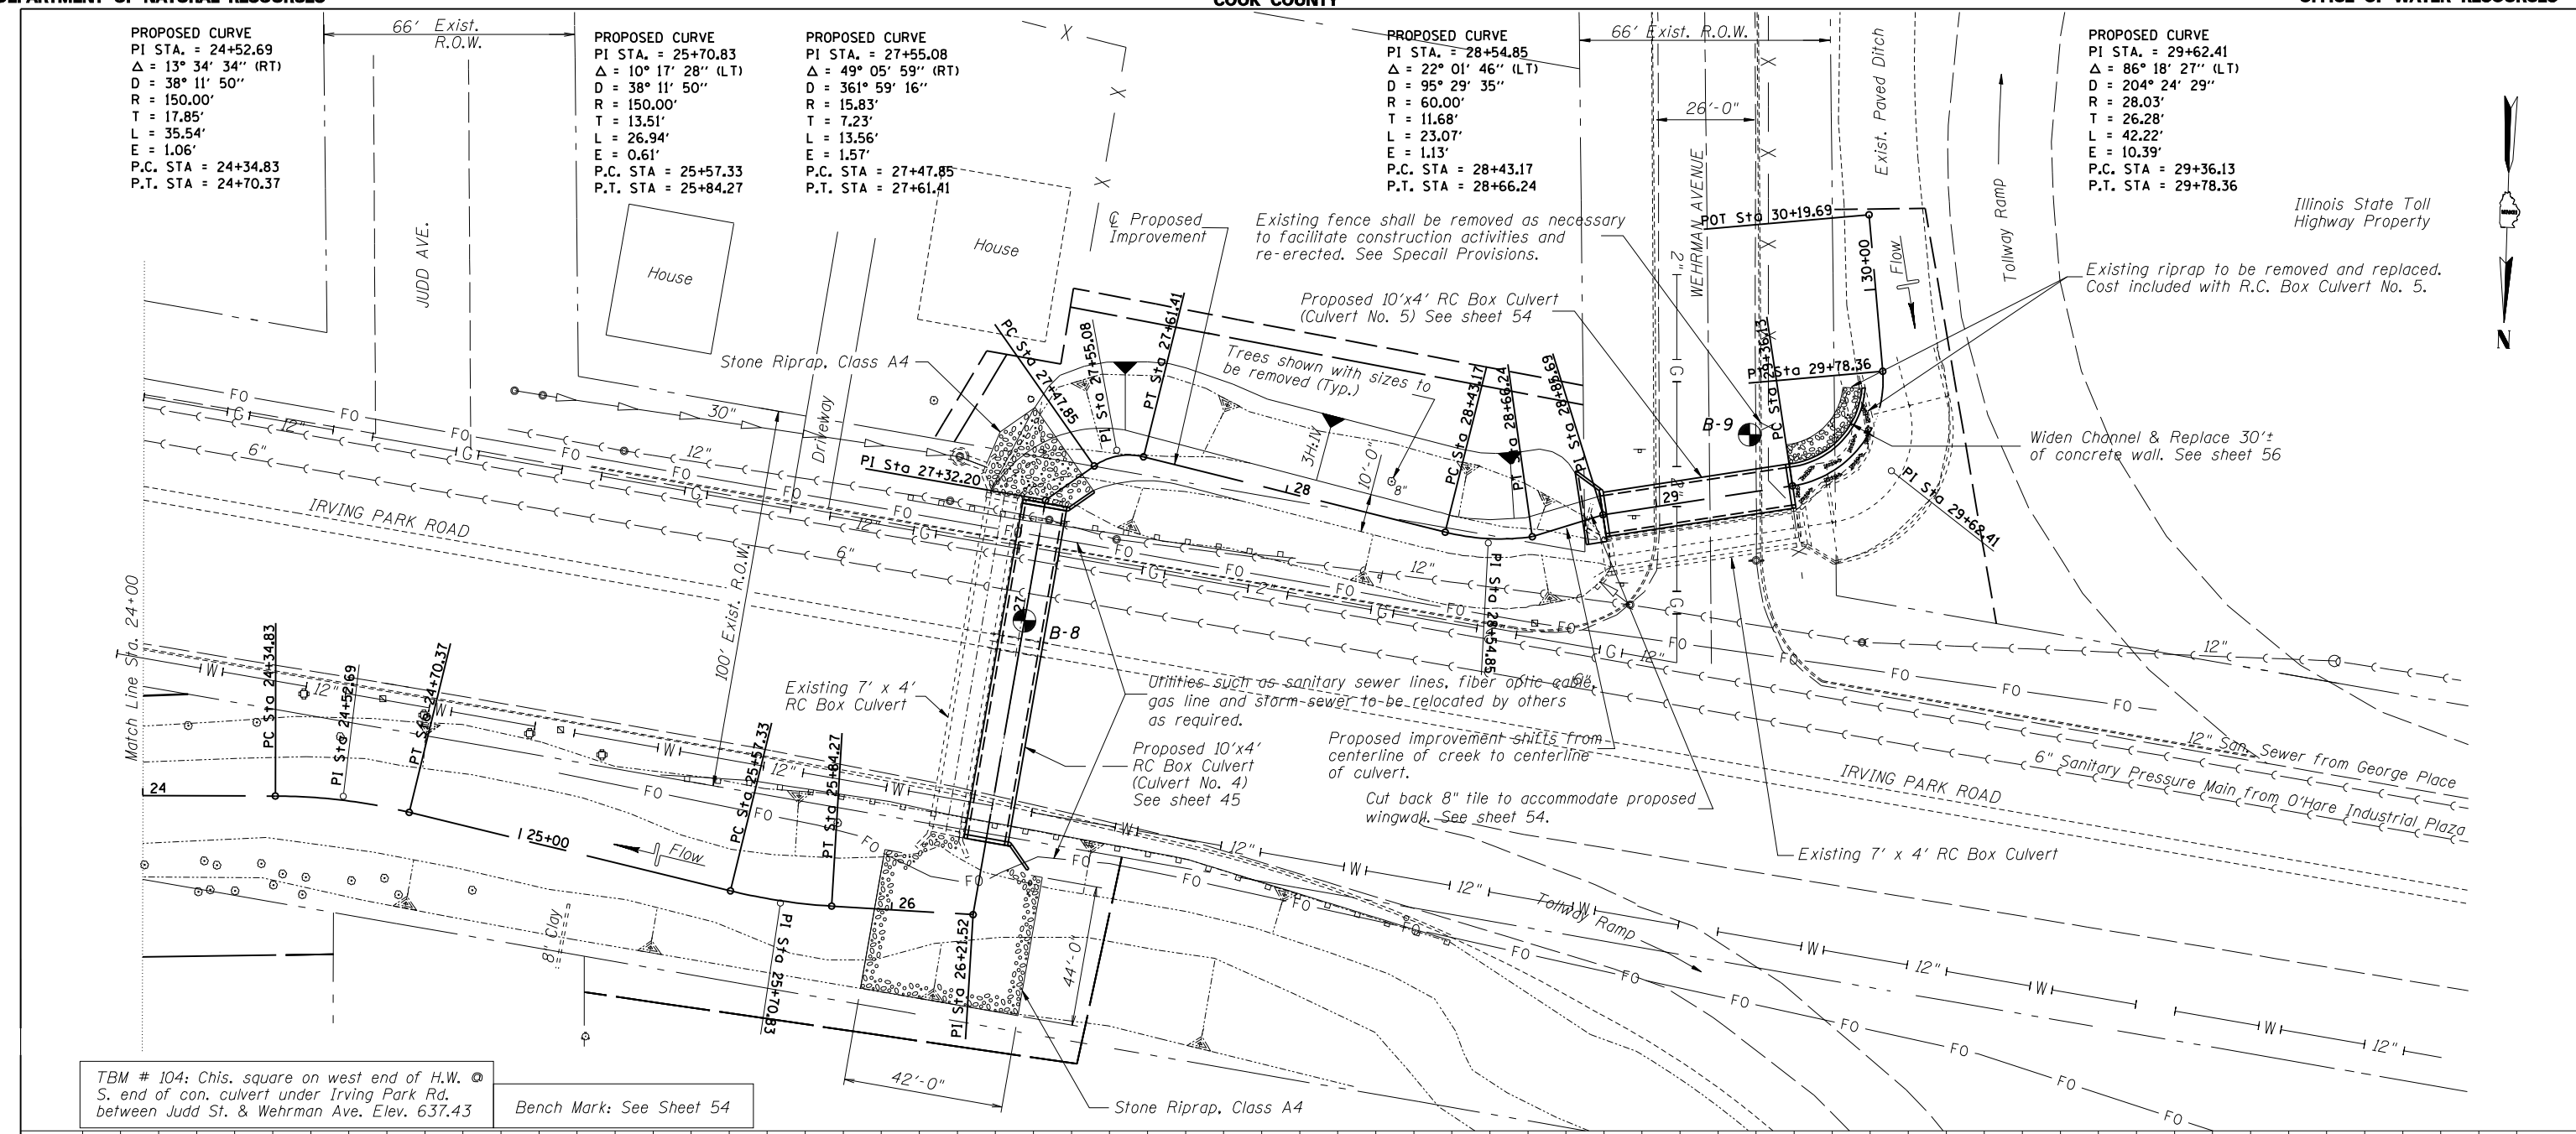 DEPARTMENT OF NATURAL RESOURCES
COOK COUNTY
OFFICE OF WATER RESOURCES
PROPOSED CURVE
PI STA. = 24+52.69
Δ = 13° 34' 34'' (RT)
D = 38° 11' 50''
R = 150.00'
T = 17.85'
L = 35.54'
E = 1.06'
P.C. STA = 24+34.83
P.T. STA = 24+70.37
66' Exist.
R.O.W.
PROPOSED CURVE
PI STA. = 25+70.83
Δ = 10° 17' 28'' (LT)
D = 38° 11' 50''
R = 150.00'
T = 13.51'
L = 26.94'
E = 0.61'
P.C. STA = 25+57.33
P.T. STA = 25+84.27
PROPOSED CURVE
PI STA. = 27+55.08
Δ = 49° 05' 59'' (RT)
D = 361° 59' 16''
R = 15.83'
T = 7.23'
L = 13.56'
E = 1.57'
P.C. STA = 27+47.85
P.T. STA = 27+61.41
PROPOSED CURVE
PI STA. = 28+54.85
Δ = 22° 01' 46'' (LT)
D = 95° 29' 35''
R = 60.00'
T = 11.68'
L = 23.07'
E = 1.13'
P.C. STA = 28+43.17
P.T. STA = 28+66.24
66' Exist. R.O.W.
26'-0"
PROPOSED CURVE
PI STA. = 29+62.41
Δ = 86° 18' 27'' (LT)
D = 204° 24' 29''
R = 28.03'
T = 26.28'
L = 42.22'
E = 10.39'
P.C. STA = 29+36.13
P.T. STA = 29+78.36
Illinois State Toll
Highway Property
N
JUDD AVE.
House
House
℄ Proposed
Improvement
Existing fence shall be removed as necessary
to facilitate construction activities and
re-erected. See Specail Provisions.
Proposed 10'x4' RC Box Culvert
(Culvert No. 5) See sheet 54
WEHRMAN AVENUE
Exist. Paved Ditch
Tollway Ramp
POT Sta 30+19.69
30+00
Flow
Existing riprap to be removed and replaced.
Cost included with R.C. Box Culvert No. 5.
Stone Riprap, Class A4
Driveway
Trees shown with sizes to
be removed (Typ.)
PC Sta 27+47.85
PI Sta 27+55.08
PT Sta 27+61.41
PI Sta 27+32.20
3H:1V
10'-0"
8"
28
PC Sta 28+43.17
PT Sta 28+66.24
PI Sta 28+85.69
PI Sta 28+54.85
29
B-9
PC Sta 29+36.13
PT Sta 29+78.36
PI Sta 29+62.41
Widen Channel & Replace 30'±
of concrete wall. See sheet 56
30"
12"
6"
IRVING PARK ROAD
100' Exist. R.O.W.
Match Line Sta. 24+00
27
B-8
PC Sta 24+34.83
PI Sta 24+52.69
PT Sta 24+70.37
24
25+00
Flow
PC Sta 25+57.33
PT Sta 25+84.27
PI Sta 25+70.83
26
PI Sta 26+21.52
Existing 7' x 4'
RC Box Culvert
Utilities such as sanitary sewer lines, fiber optic cable,
gas line and storm sewer to be relocated by others
as required.
Proposed 10'x4'
RC Box Culvert
(Culvert No. 4)
See sheet 45
Proposed improvement shifts from
centerline of creek to centerline
of culvert.
Cut back 8" tile to accommodate proposed
wingwall. See sheet 54.
Existing 7' x 4' RC Box Culvert
12" San. Sewer from George Place
6" Sanitary Pressure Main from O'Hare Industrial Plaza
IRVING PARK ROAD
Tollway Ramp
8" Clay
44'-0"
42'-0"
Stone Riprap, Class A4
TBM # 104: Chis. square on west end of H.W. @
S. end of con. culvert under Irving Park Rd.
between Judd St. & Wehrman Ave. Elev. 637.43
Bench Mark: See Sheet 54